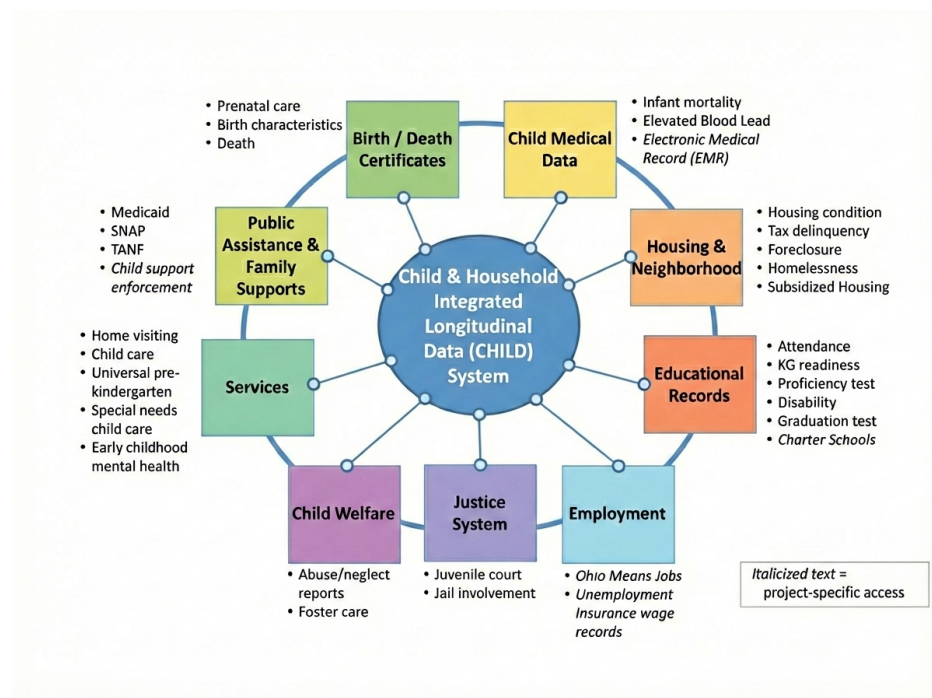 • Prenatal care
• Birth characteristics
• Death
Birth / Death
Certificates
Child Medical
Data
• Infant mortality
• Elevated Blood Lead
• Electronic Medical
Record (EMR)
• Medicaid
• SNAP
• TANF
• Child support
enforcement
Public
Assistance &
Family
Supports
Housing &
Neighborhood
• Housing condition
• Tax delinquency
• Foreclosure
• Homelessness
• Subsidized Housing
Child & Household
Integrated
Longitudinal
Data (CHILD)
System
• Home visiting
• Child care
• Universal pre-
kindergarten
• Special needs
child care
• Early childhood
mental health
Services
Educational
Records
• Attendance
• KG readiness
• Proficiency test
• Disability
• Graduation test
• Charter Schools
Child Welfare
• Abuse/neglect
reports
• Foster care
Justice
System
• Juvenile court
• Jail involvement
Employment
• Ohio Means Jobs
• Unemployment
Insurance wage
records
Italicized text =
project-specific access